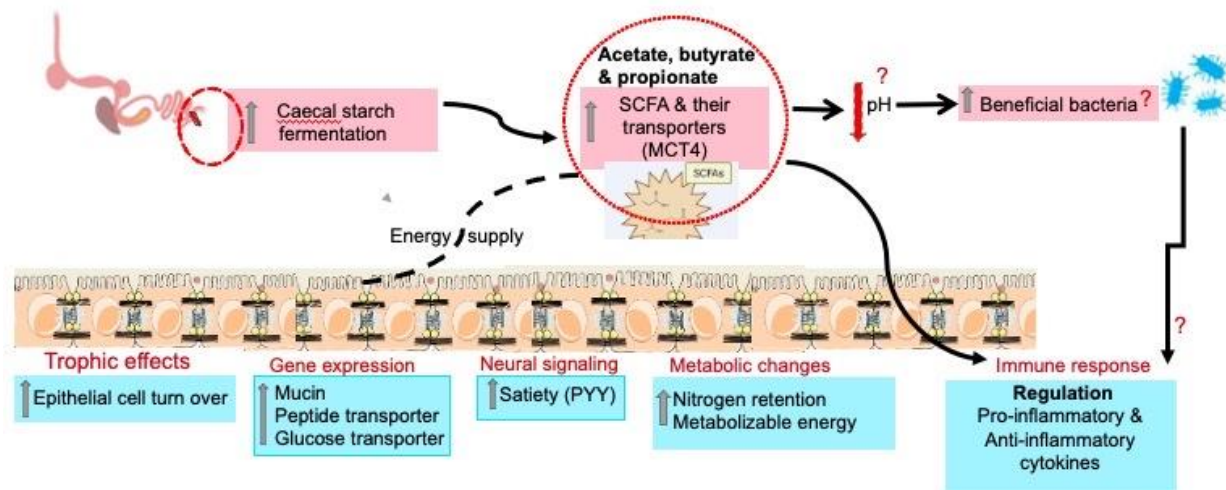 Caecal starch
fermentation
Acetate, butyrate
& propionate
SCFA & their
transporters
(MCT4)
SCFAs
?
pH
Beneficial bacteria?
Energy supply
?
Trophic effects
Epithelial cell turn over
Gene expression
Mucin
Peptide transporter
Glucose transporter
Neural signaling
Satiety (PYY)
Metabolic changes
Nitrogen retention
Metabolizable energy
Immune response
Regulation
Pro-inflammatory &
Anti-inflammatory
cytokines